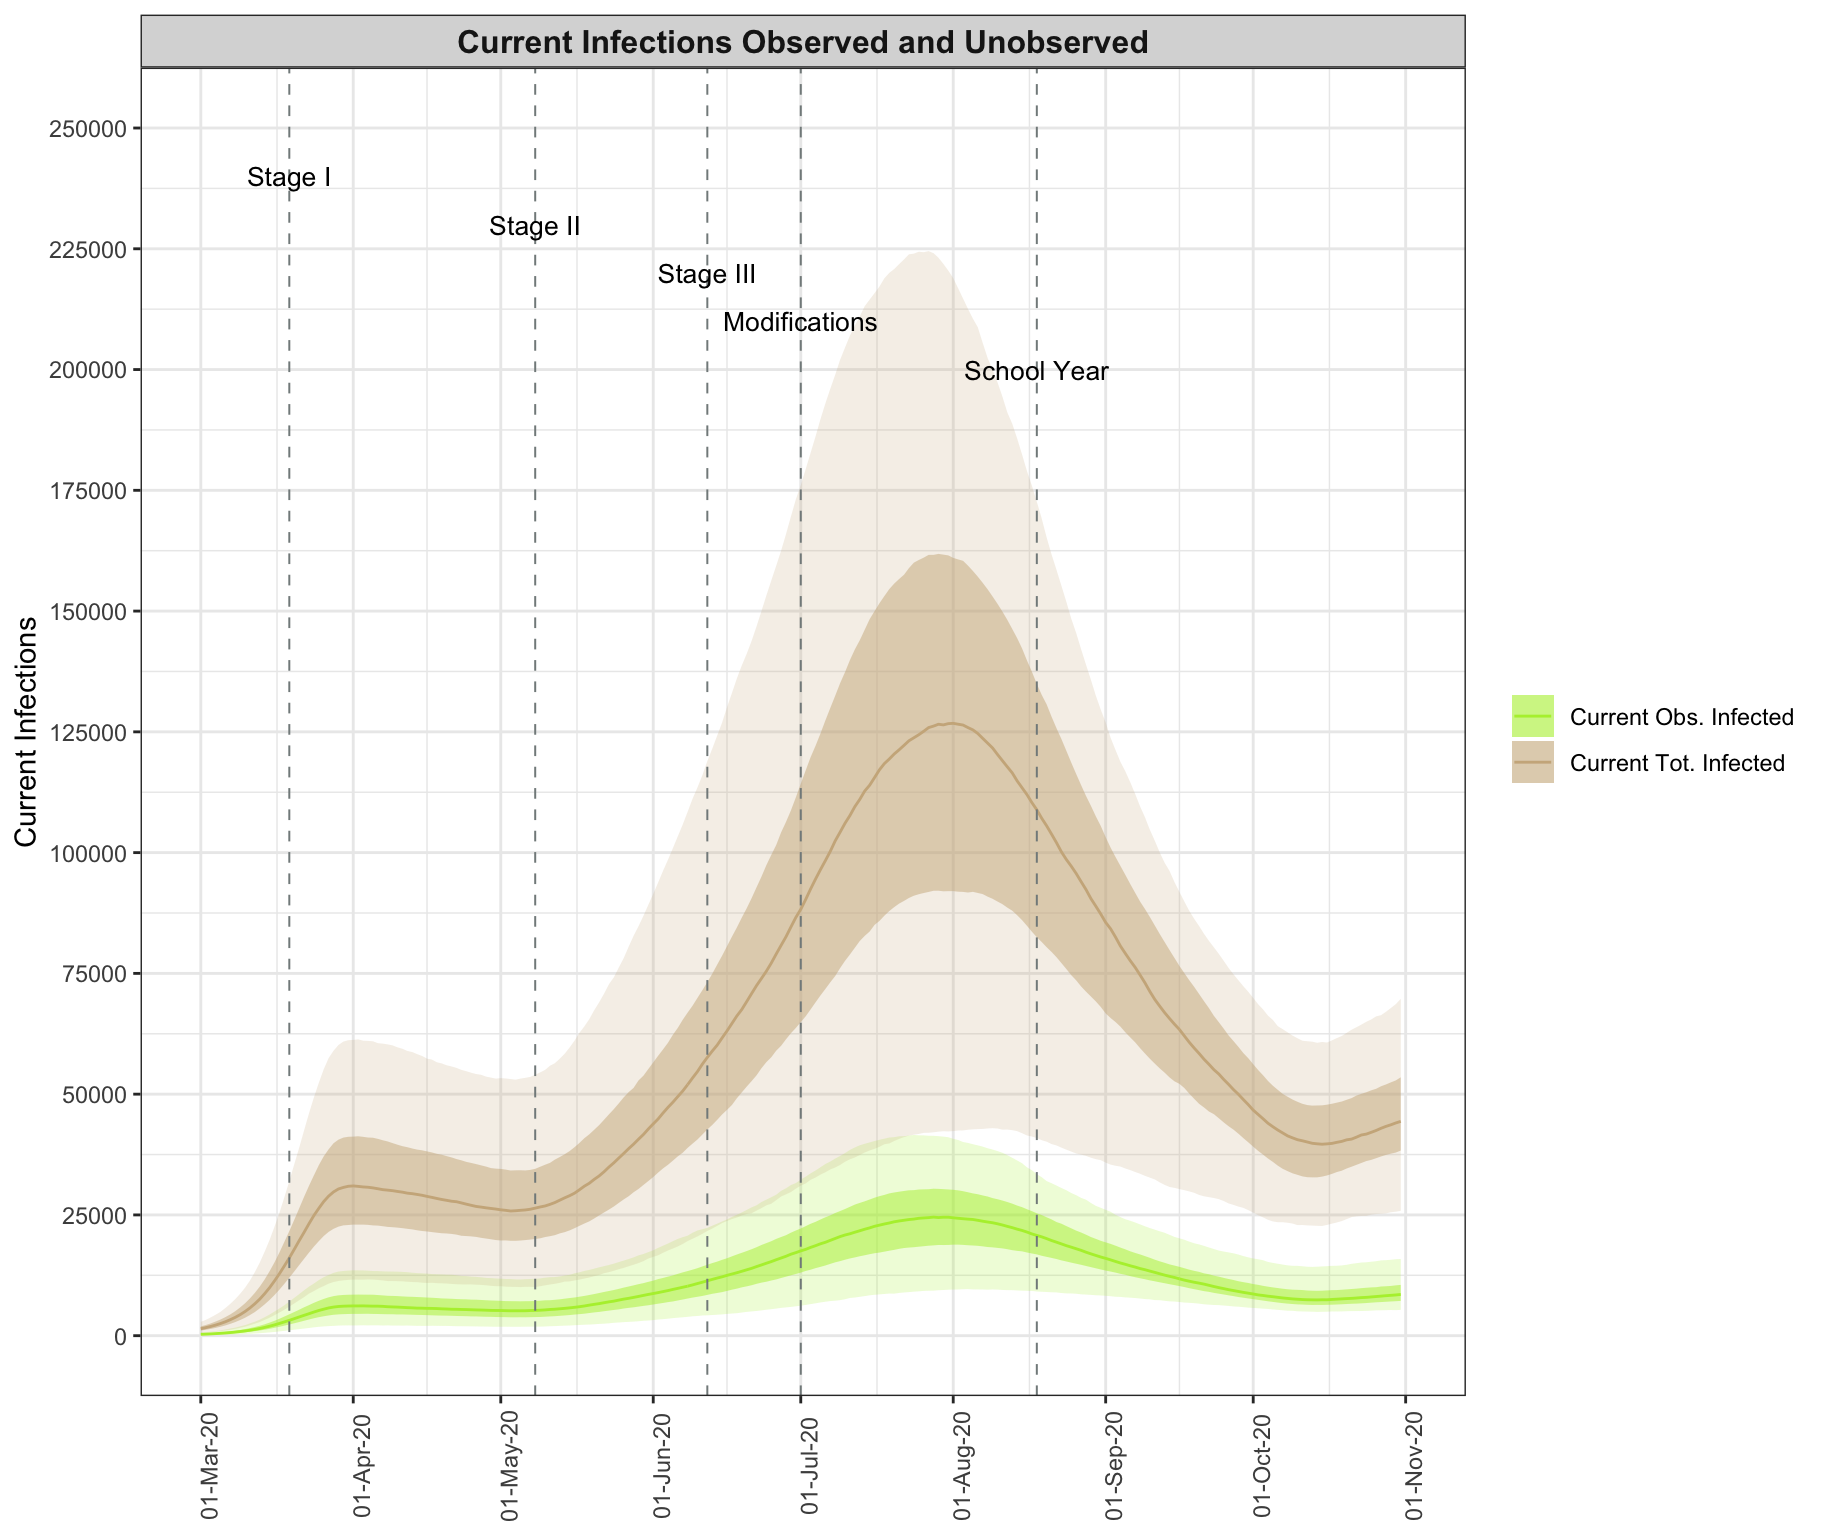 Current Infections Observed and Unobserved
Current Infections
250000
225000
200000
175000
150000
125000
100000
75000
50000
25000
0
Stage I
Stage II
Stage III
Modifications
School Year
01-Mar-20
01-Apr-20
01-May-20
01-Jun-20
01-Jul-20
01-Aug-20
01-Sep-20
01-Oct-20
01-Nov-20
Current Obs. Infected
Current Tot. Infected